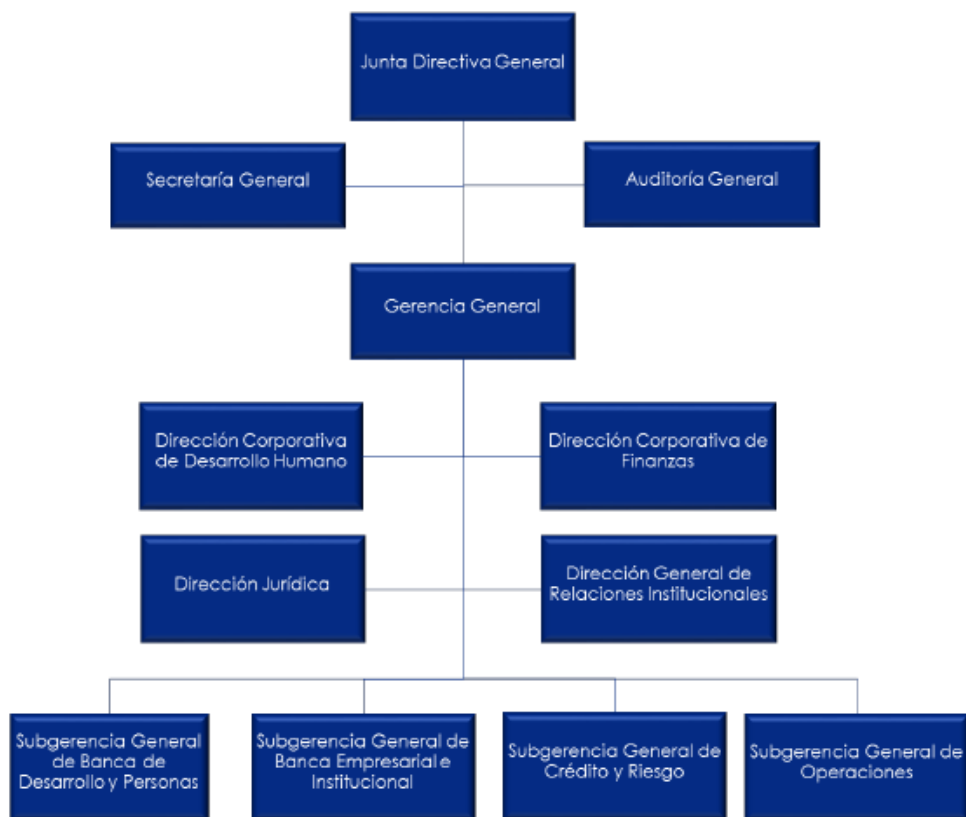 Junta Directiva General
Secretaría General
Auditoría General
Gerencia General
Dirección Corporativa
de Desarrollo Humano
Dirección Corporativa de
Finanzas
Dirección Jurídica
Dirección General de
Relaciones Institucionales
Subgerencia General
de Banca de
Desarrollo y Personas
Subgerencia General de
Banca Empresarial e
Institucional
Subgerencia General de
Crédito y Riesgo
Subgerencia General de
Operaciones